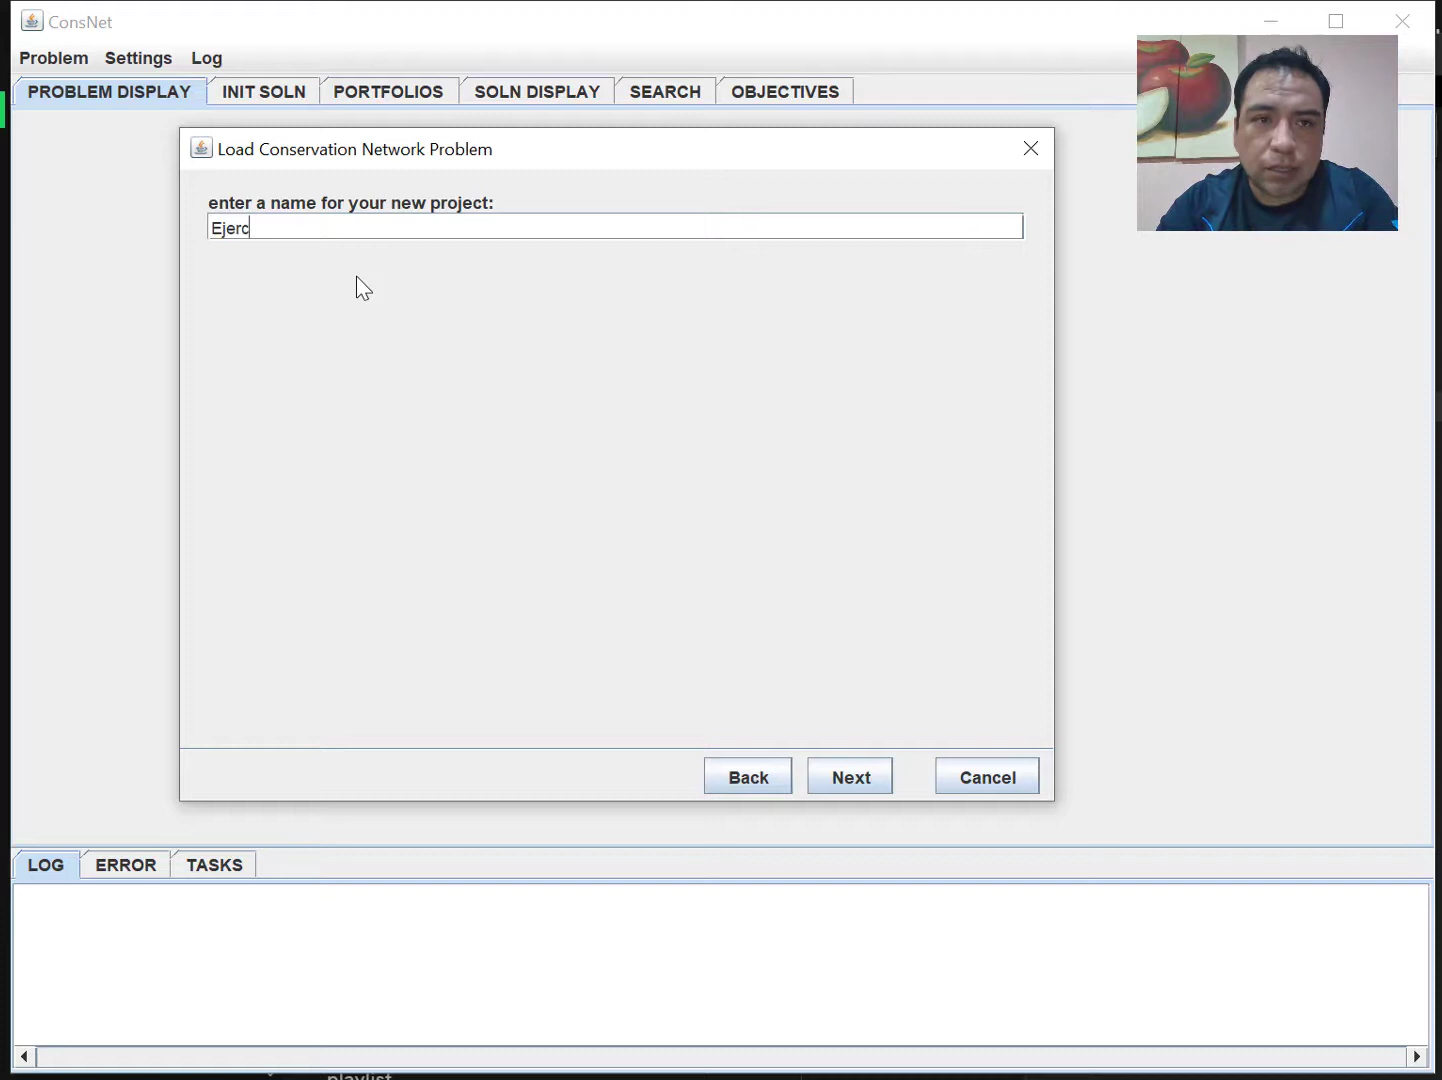 ConsNet
Problem Settings Log
PROBLEM DISPLAY INIT SOLN PORTFOLIOS SOLN DISPLAY SEARCH OBJECTIVES
Load Conservation Network Problem
enter a name for your new project:
Ejerc
Back Next Cancel
LOG ERROR TASKS
playlist